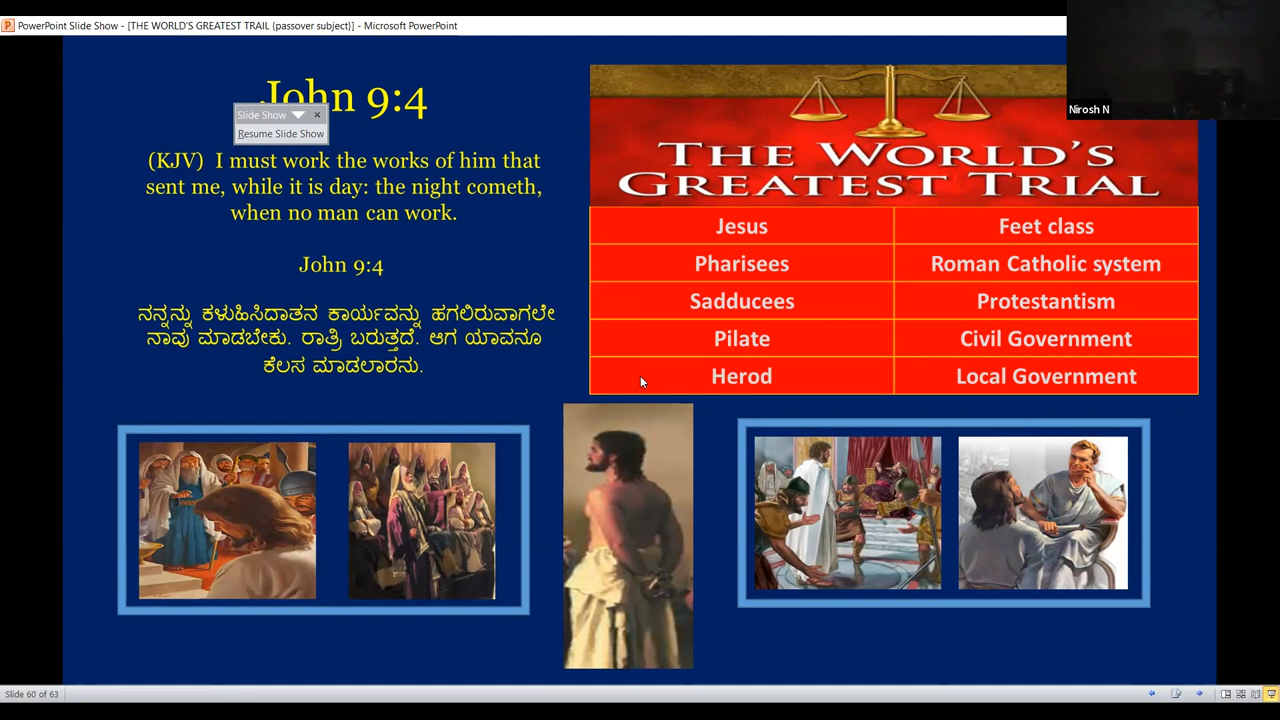 PowerPoint Slide Show - [THE WORLD'S GREATEST TRAIL (passover subject}] - Microsoft PowerPoint
Nirosh N
John 9:4
Slide Show
Resume Slide Show
(KJV) I must work the works of him that
sent me, while it is day: the night cometh,
when no man can work.
John 9:4
ನನ್ನನ್ನು ಕಳುಹಿಸಿದಾತನ ಕಾರ್ಯವನ್ನು ಹಗಲಿರುವಾಗಲೇ
ನಾವು ಮಾಡಬೇಕು. ರಾತ್ರಿ ಬರುತ್ತದೆ. ಆಗ ಯಾವನೂ
ಕೆಲಸ ಮಾಡಲಾರನು.
THE WORLD'S
GREATEST TRIAL
Jesus Feet class
Pharisees Roman Catholic system
Sadducees Protestantism
Pilate Civil Government
Herod Local Government
Slide 60 of 63